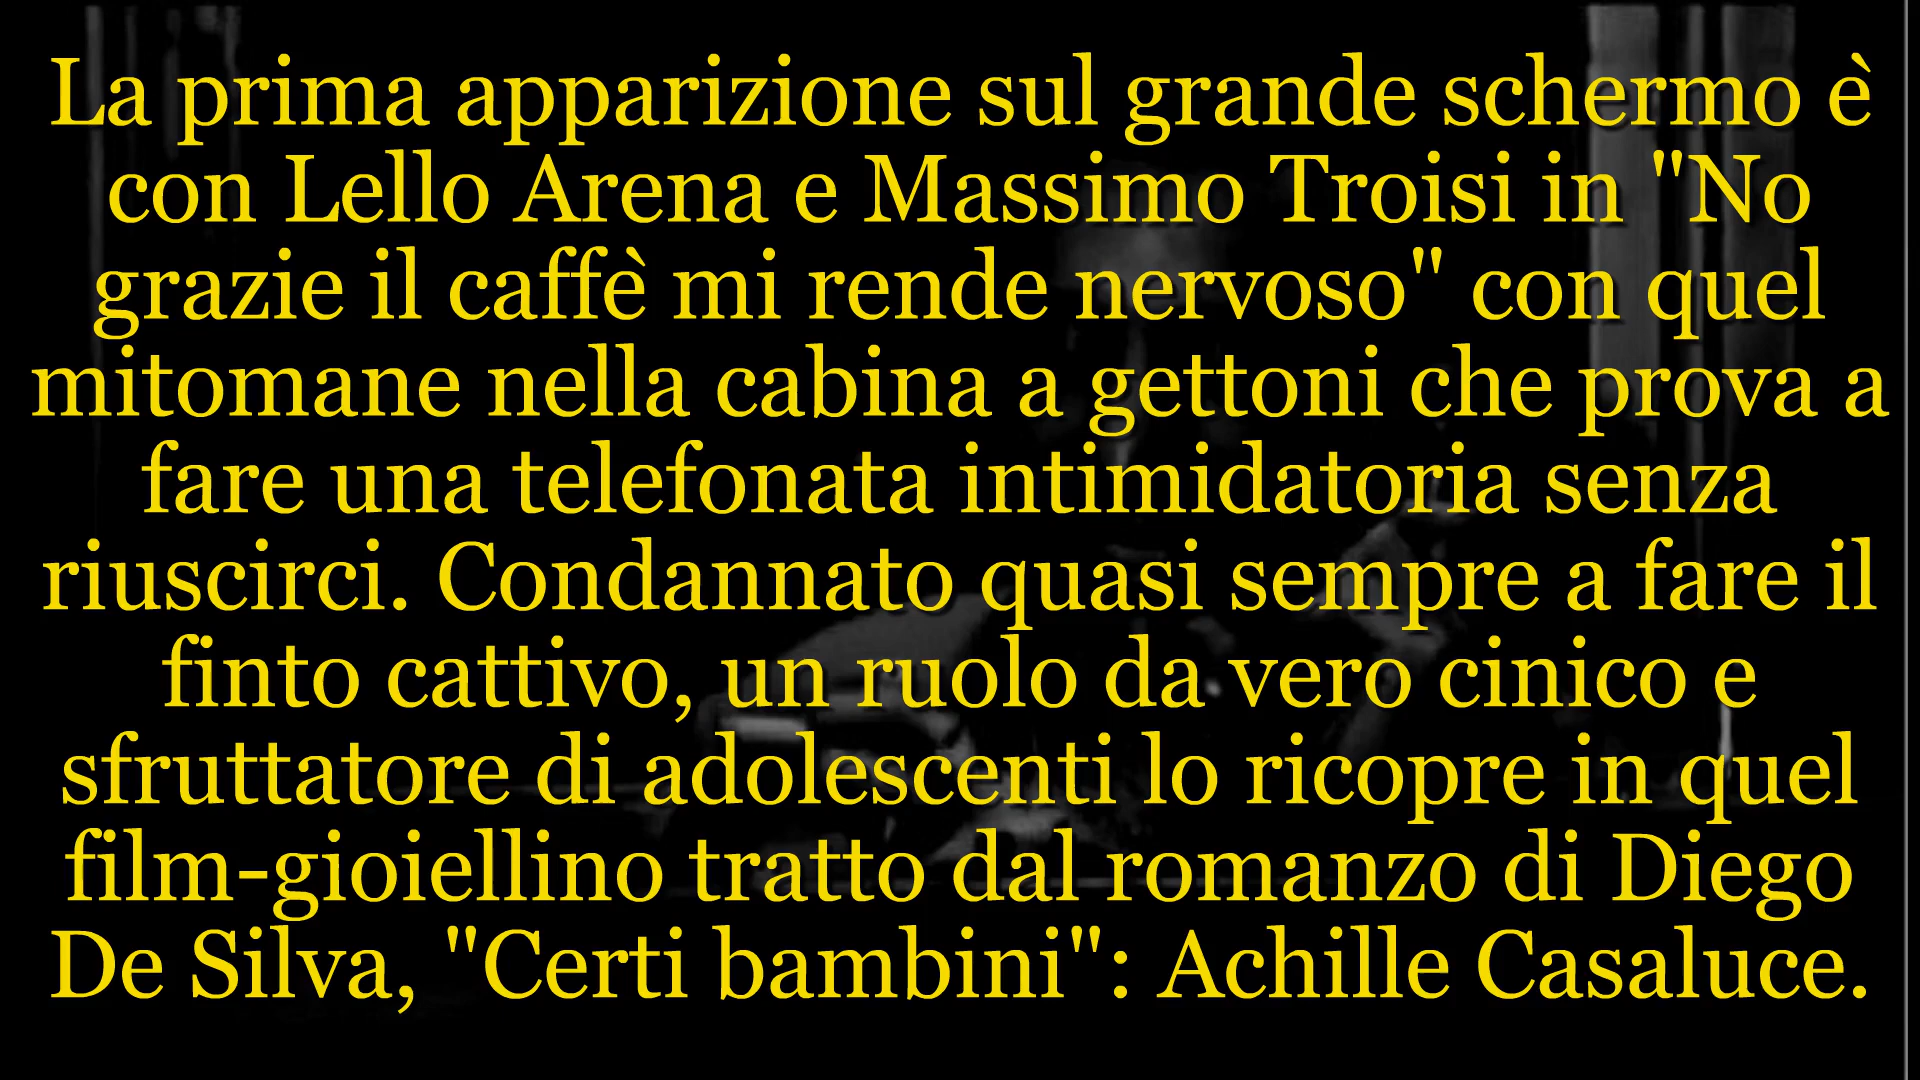 La prima apparizione sul grande schermo è
con Lello Arena e Massimo Troisi in "No
grazie il caffè mi rende nervoso" con quel
mitomane nella cabina a gettoni che prova a
fare una telefonata intimidatoria senza
riuscirci. Condannato quasi sempre a fare il
finto cattivo, un ruolo da vero cinico e
sfruttatore di adolescenti lo ricopre in quel
film-gioiellino tratto dal romanzo di Diego
De Silva, "Certi bambini": Achille Casaluce.